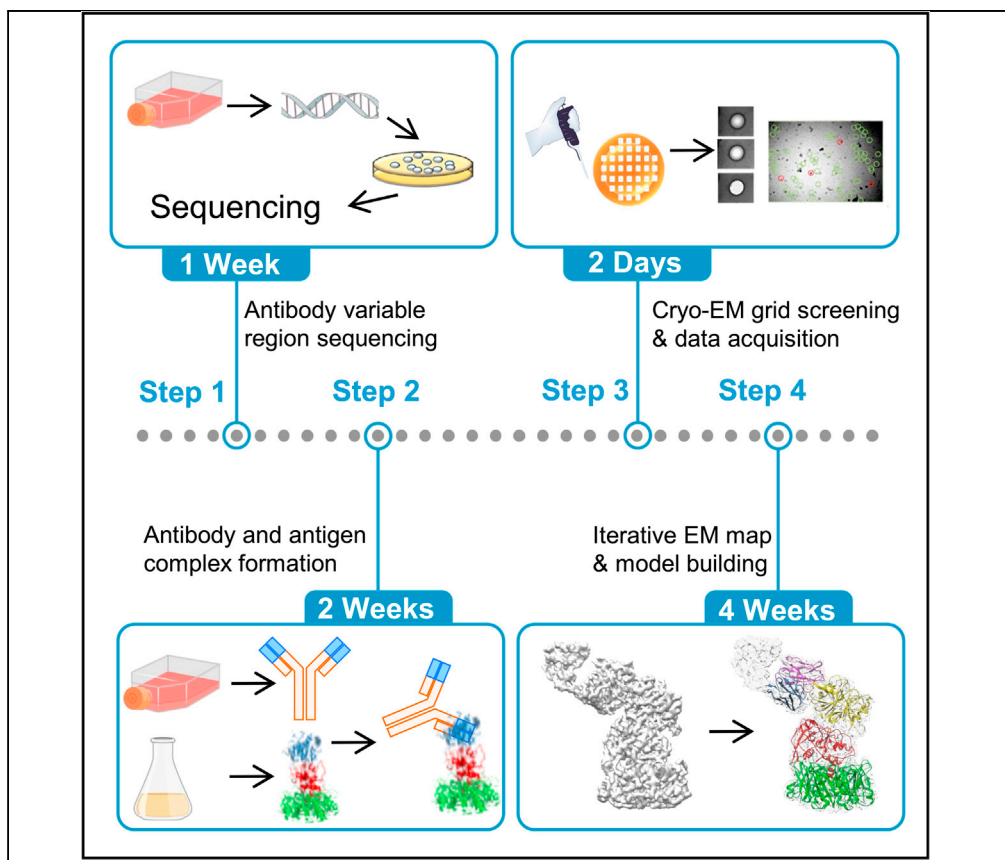 Sequencing
1 Week
2 Days
Antibody variable
region sequencing
Cryo-EM grid screening
& data acquisition
Step 1
Step 2
Step 3
Step 4
Antibody and antigen
complex formation
Iterative EM map
& model building
2 Weeks
4 Weeks